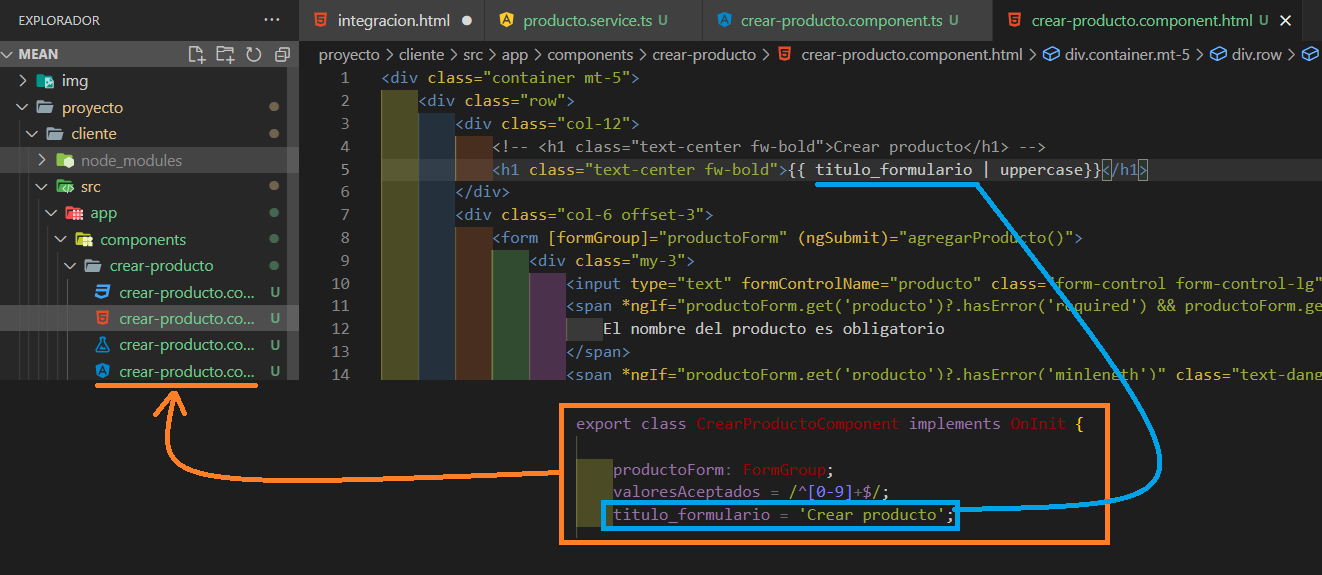 EXPLORADOR ...
integracion.html
producto.service.ts U
crear-producto.component.ts U
crear-producto.component.html U
MEAN
proyecto > cliente > src > app > components > crear-producto > crear-producto.component.html > div.container.mt-5 > div.row >
img
proyecto
cliente
node_modules
src
app
components
crear-producto
crear-producto.co... U
crear-producto.co... U
crear-producto.co... U
crear-producto.co... U
1 <div class="container mt-5">
2 <div class="row">
3 <div class="col-12">
4 <!-- <h1 class="text-center fw-bold">Crear producto</h1> -->
5 <h1 class="text-center fw-bold">{{ titulo_formulario | uppercase}}</h1>
6 </div>
7 <div class="col-6 offset-3">
8 <form [formGroup]="productoForm" (ngSubmit)="agregarProducto()">
9 <div class="my-3">
10 <input type="text" formControlName="producto" class="form-control form-control-lg"
11 <span *ngIf="productoForm.get('producto')?.hasError('required') && productoForm.ge
12 El nombre del producto es obligatorio
13 </span>
14 <span *ngIf="productoForm.get('producto')?.hasError('minlength')" class="text-dang
export class CrearProductoComponent implements OnInit {
productoForm: FormGroup;
valoresAceptados = /^[0-9]+$/;
titulo_formulario = 'Crear producto';